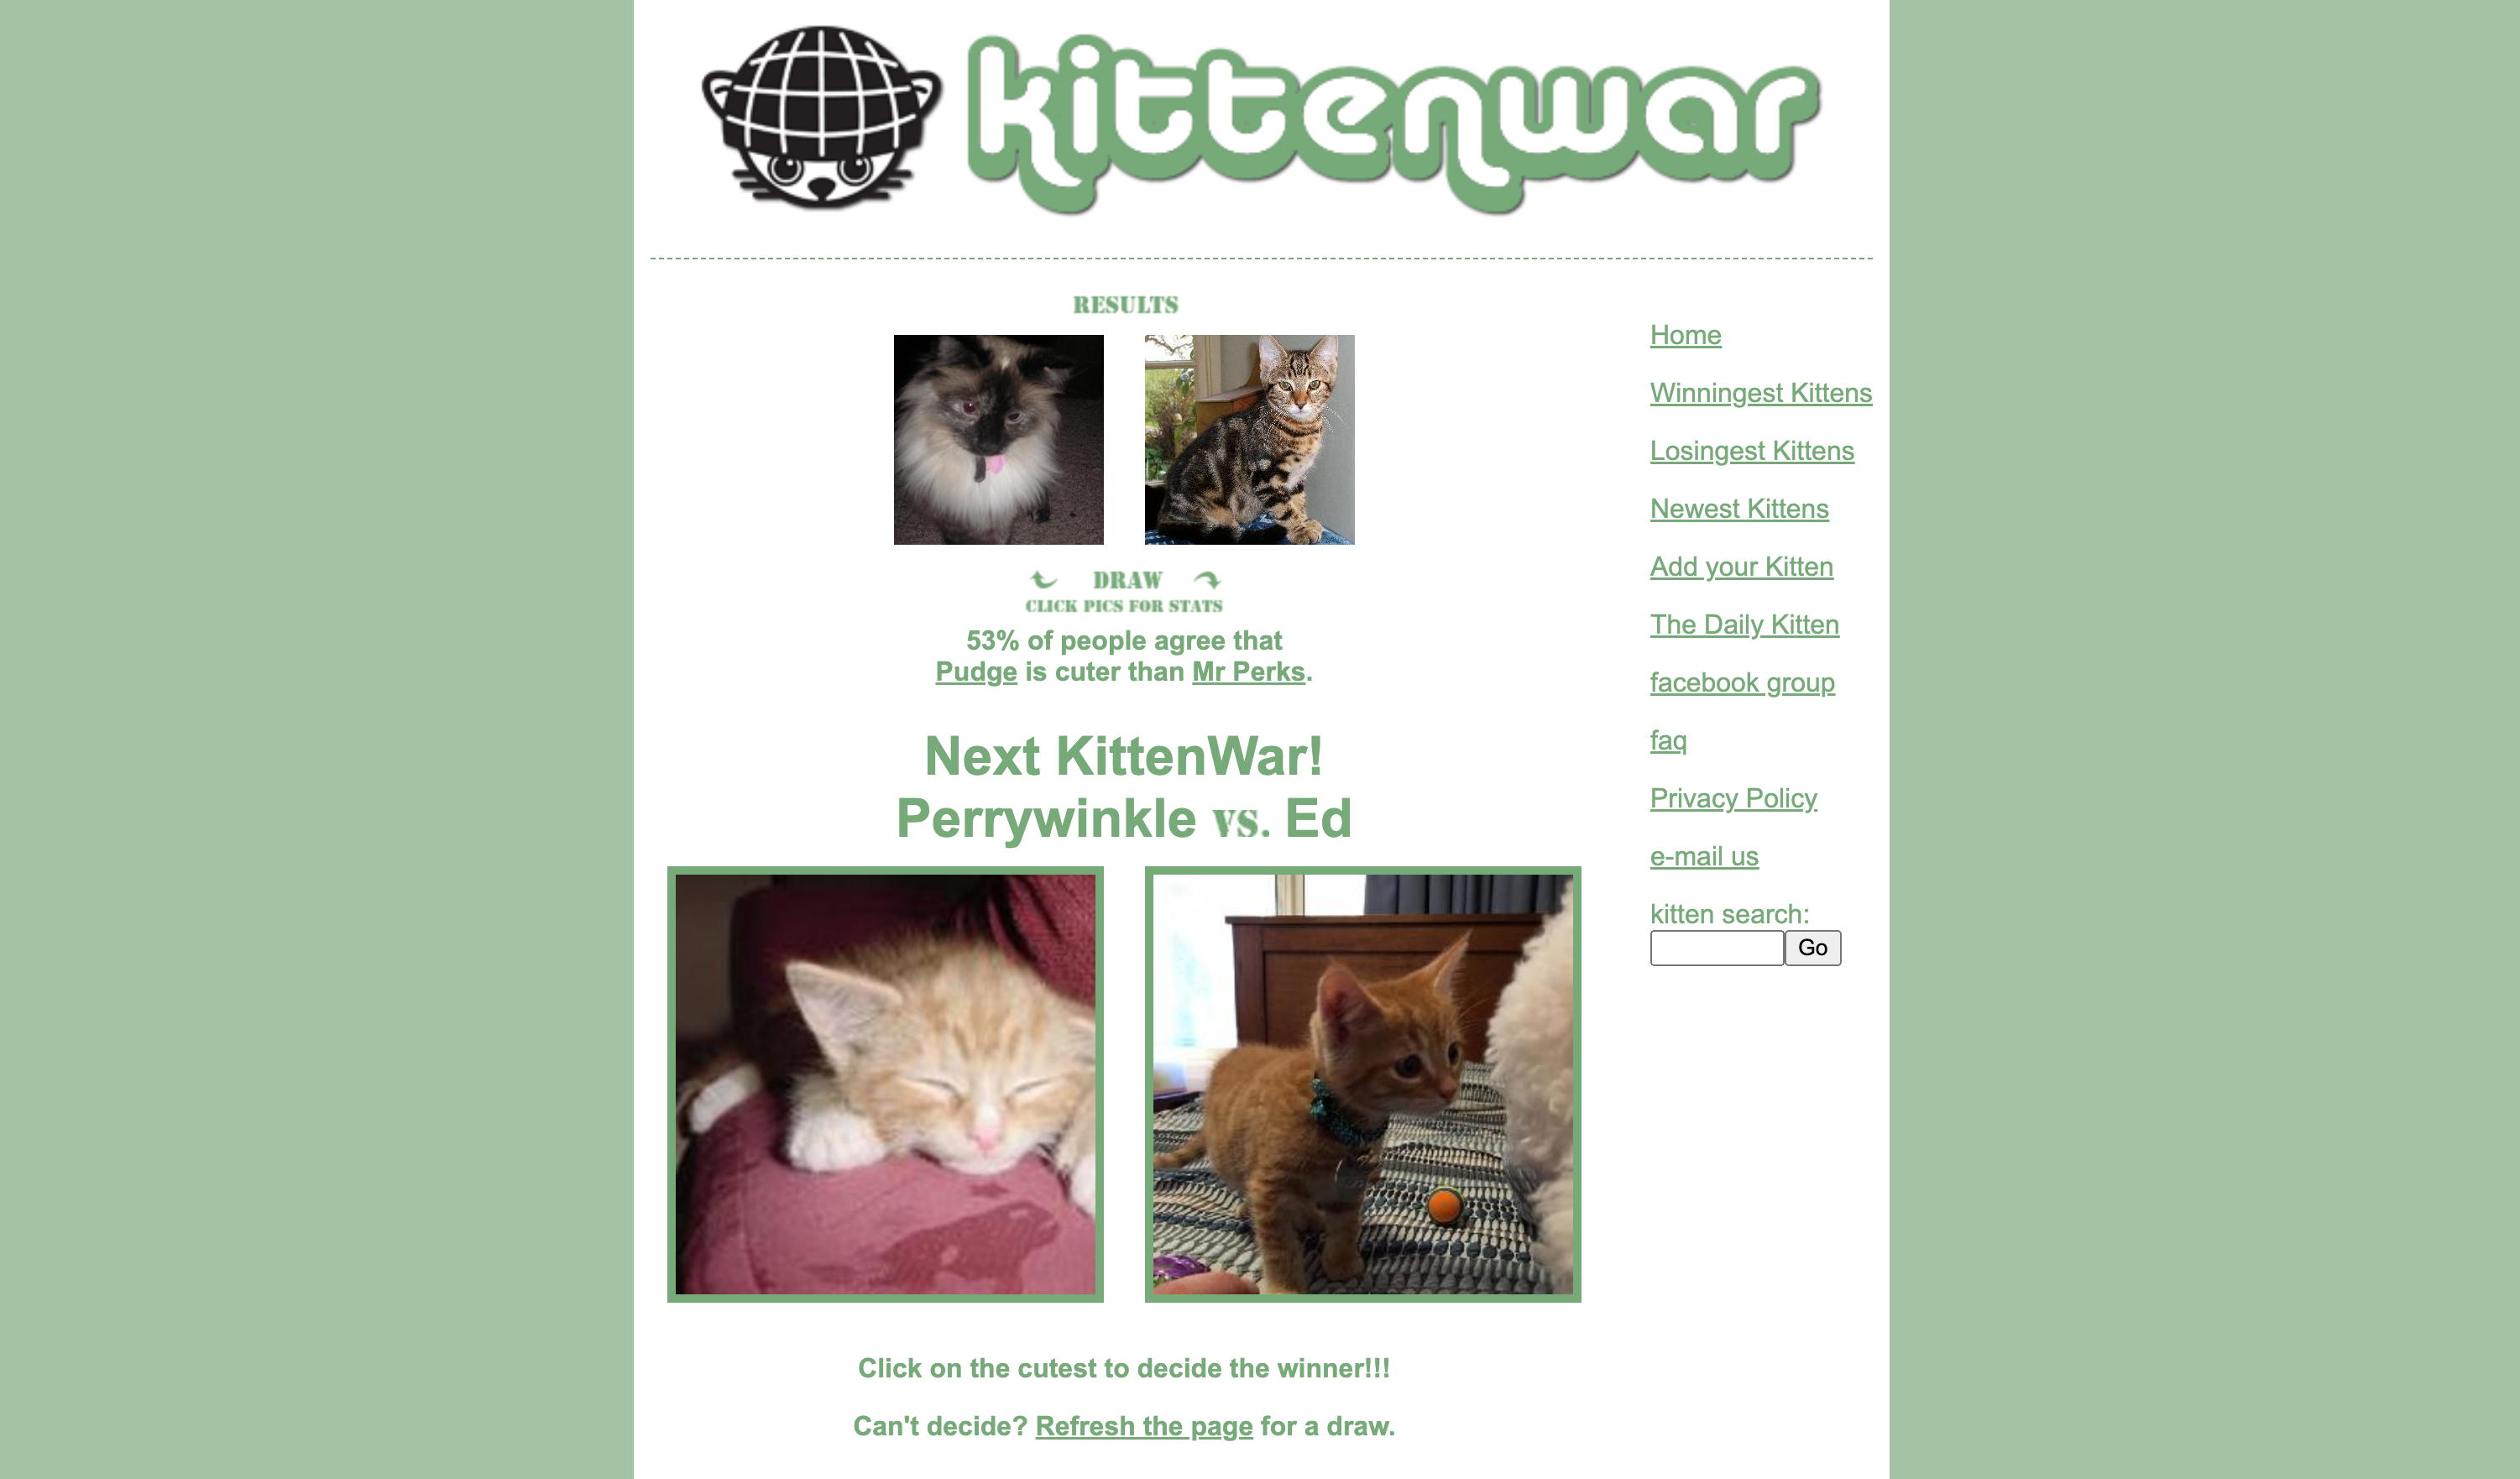 kittenwar
RESULTS
DRAW
CLICK PICS FOR STATS
53% of people agree that
Pudge is cuter than Mr Perks.
Next KittenWar!
Perrywinkle VS. Ed
Click on the cutest to decide the winner!!!
Can't decide? Refresh the page for a draw.
Home
Winningest Kittens
Losingest Kittens
Newest Kittens
Add your Kitten
The Daily Kitten
facebook group
faq
Privacy Policy
e-mail us
kitten search:
Go